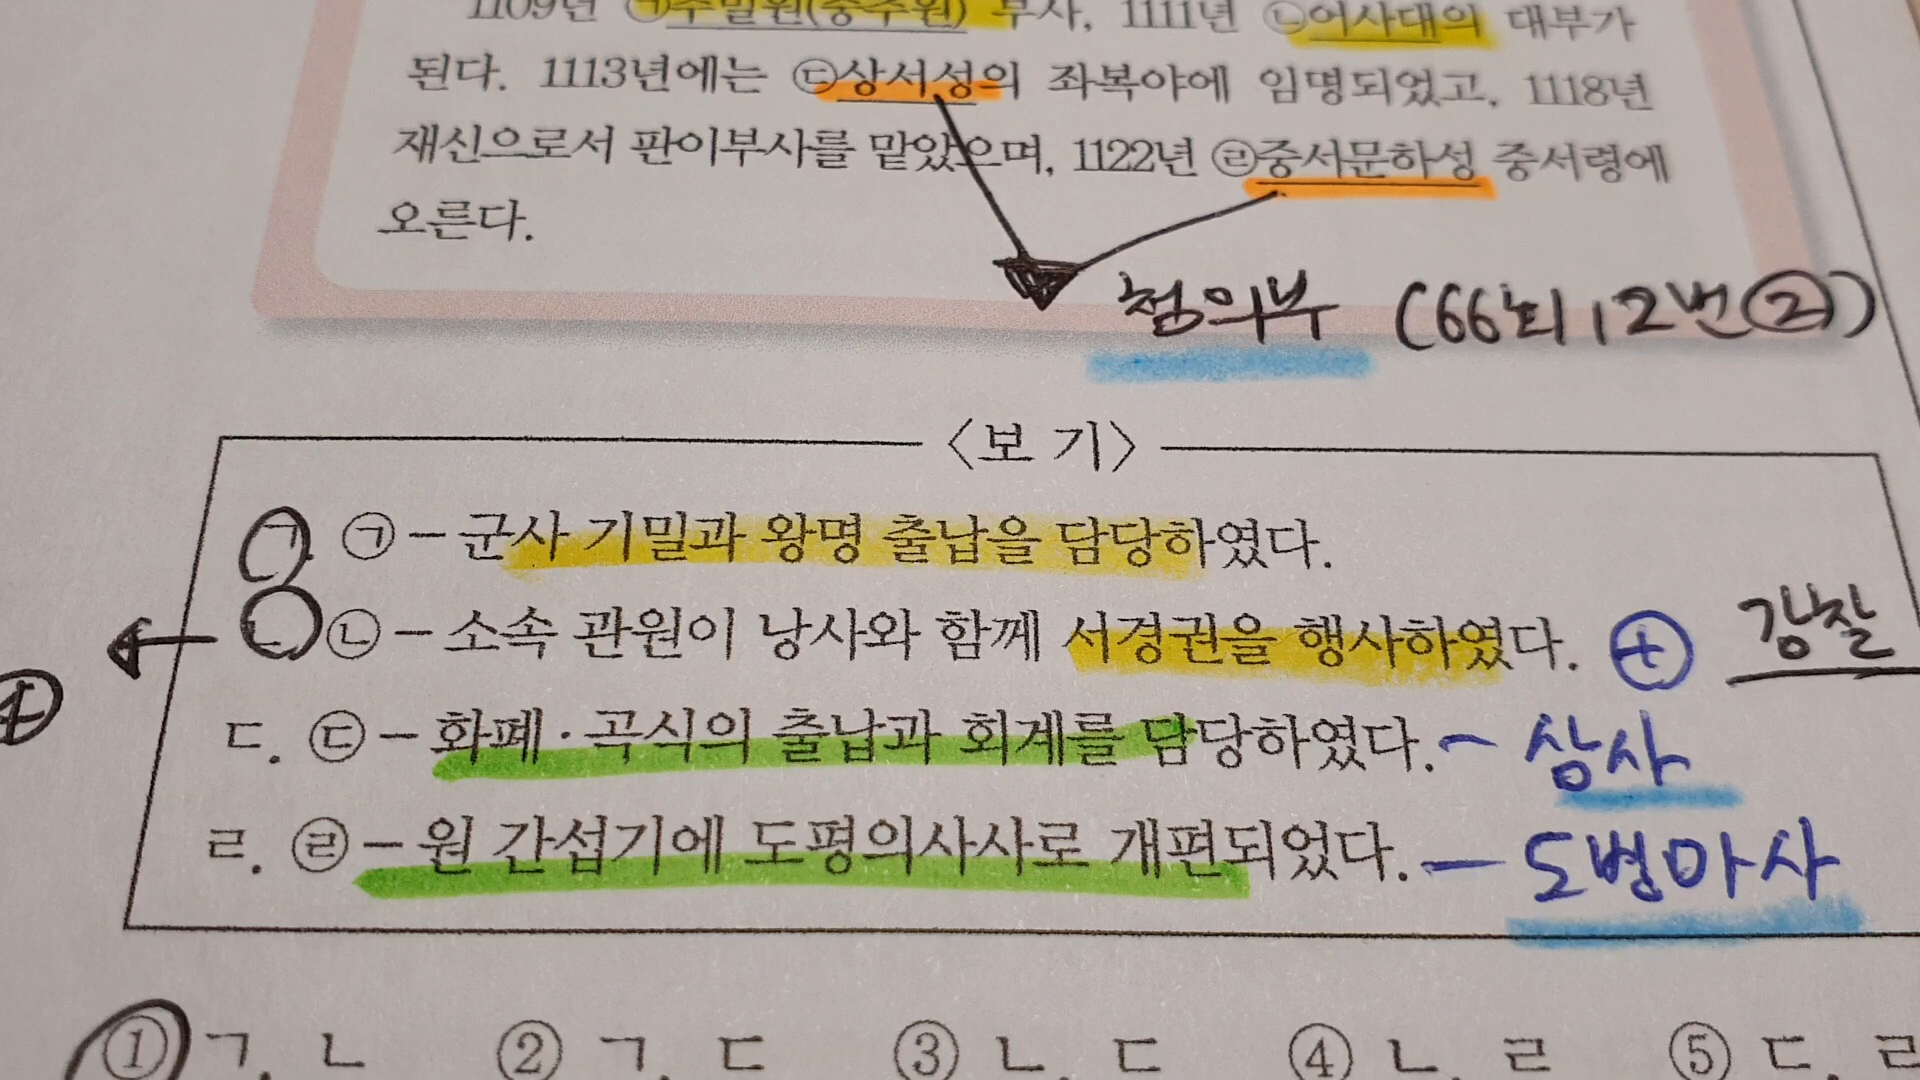 1109년 ㉠추밀원(중추원) 부사, 1111년 ㉡어사대의 대부가
된다. 1113년에는 ㉢상서성의 좌복야에 임명되었고, 1118년
재신으로서 판이부사를 맡았으며, 1122년 ㉣중서문하성 중서령에
오른다.
첨의부 (66회 12번 ②)
<보 기>
ㄱ. ㉠ - 군사 기밀과 왕명 출납을 담당하였다.
ㄴ. ㉡ - 소속 관원이 낭사와 함께 서경권을 행사하였다. ⊕ 감찰
ㄷ. ㉢ - 화폐·곡식의 출납과 회계를 담당하였다. - 삼사
ㄹ. ㉣ - 원 간섭기에 도평의사사로 개편되었다. - 도병마사
① ㄱ, ㄴ ② ㄱ, ㄷ ③ ㄴ, ㄷ ④ ㄴ, ㄹ ⑤ ㄷ, ㄹ